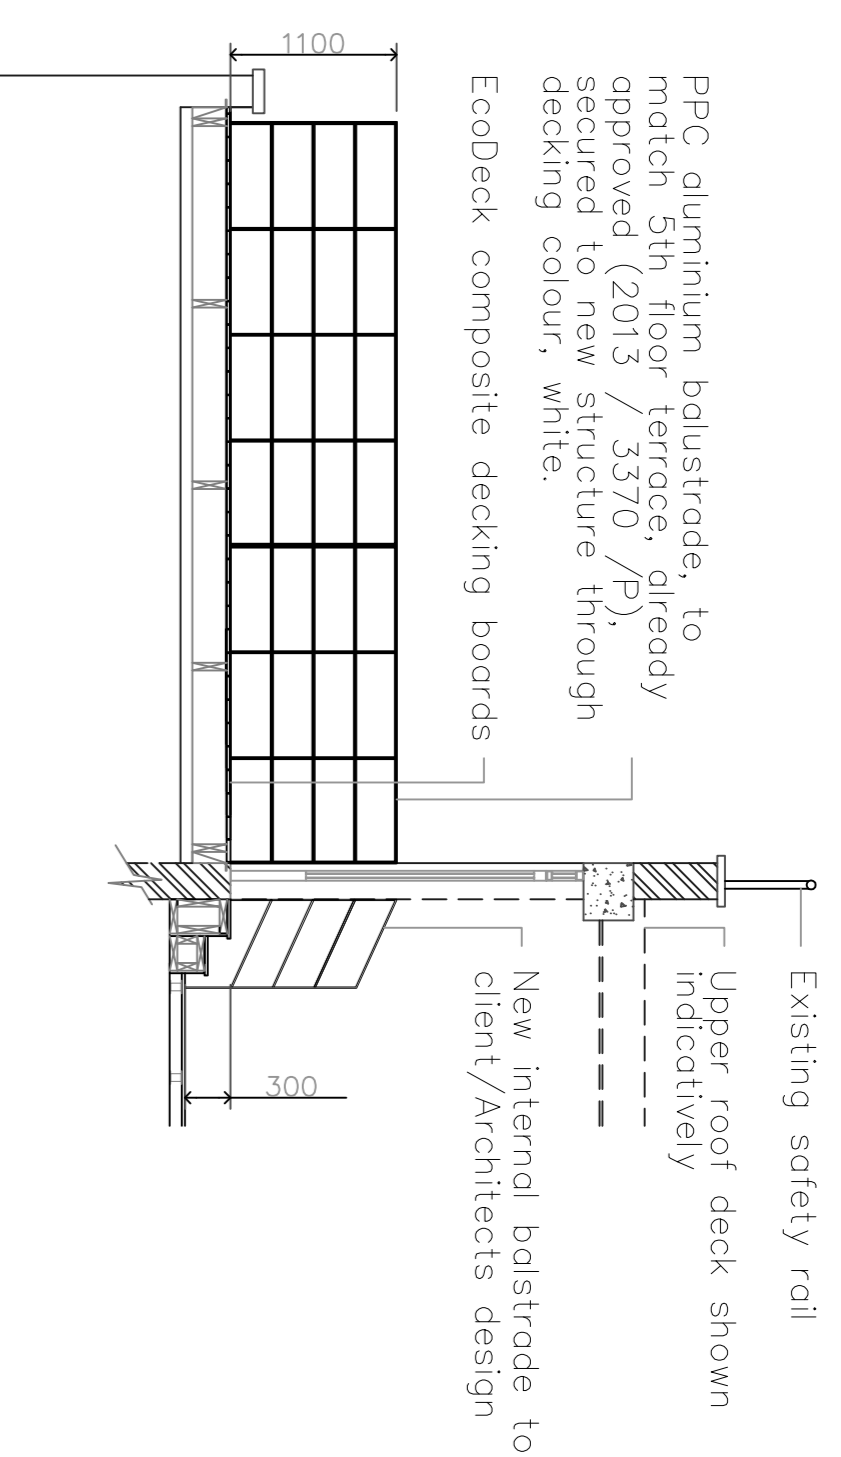 1100
PPC aluminium balustrade, to
match 5th floor terrace, already
approved (2013 / 3370 /P),
secured to new structure through
decking colour, white.
EcoDeck composite decking boards
Existing safety rail
Upper roof deck shown
indicatively
New internal balstrade to
client/Architects design
300